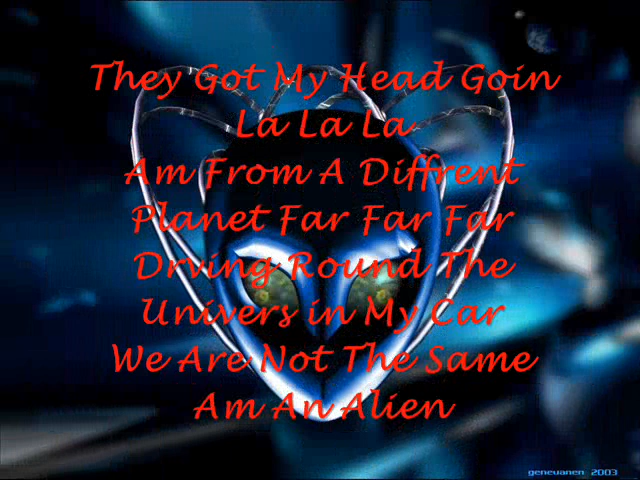 They Got My Head Goin
La La La
Am From A Diffrent
Planet Far Far Far
Drving Round The
Univers in My Car
We Are Not The Same
Am An Alien
genevanen 2003